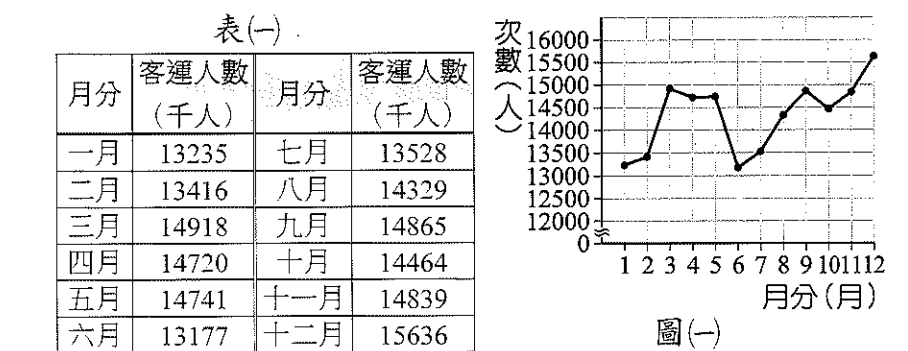 表(一)
月分 客運人數(千人) 月分 客運人數(千人)
一月 13235 七月 13528
二月 13416 八月 14329
三月 14918 九月 14865
四月 14720 十月 14464
五月 14741 十一月 14839
六月 13177 十二月 15636
次數(人)
16000
15500
15000
14500
14000
13500
13000
12500
12000
0
1 2 3 4 5 6 7 8 9 10 11 12
月分(月)
圖(一)